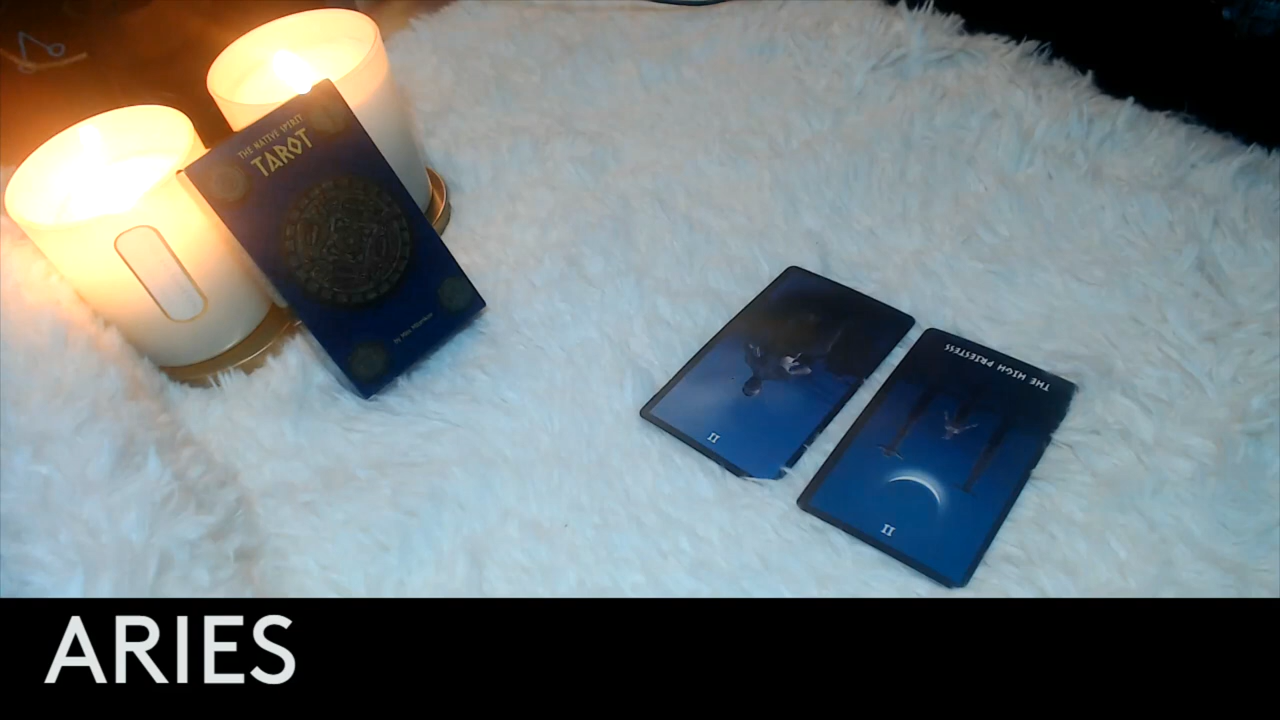 THE NATIVE SPIRIT
TAROT
II
THE HIGH PRIESTESS
II
ARIES